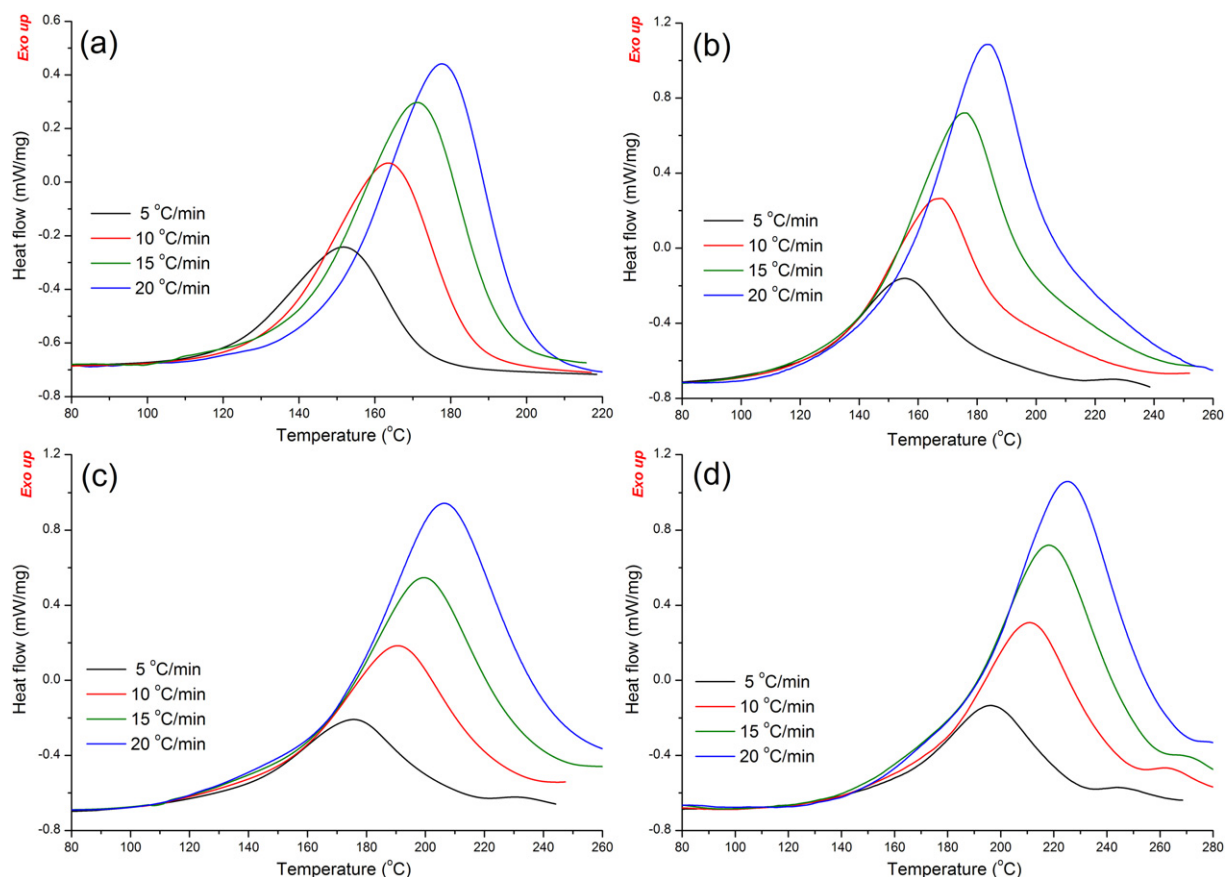 (a)
Exo up
Heat flow (mW/mg)
0.6
0.4
0.2
0.0
-0.2
-0.4
-0.6
-0.8
5 °C/min
10 °C/min
15 °C/min
20 °C/min
80 100 120 140 160 180 200 220
Temperature (°C)
(b)
Exo up
Heat flow (mW/mg)
1.2
0.8
0.4
0.0
-0.4
-0.8
5 °C/min
10 °C/min
15 °C/min
20 °C/min
80 100 120 140 160 180 200 220 240 260
Temperature (°C)
(c)
Exo up
Heat flow (mW/mg)
1.2
0.8
0.4
0.0
-0.4
-0.8
5 °C/min
10 °C/min
15 °C/min
20 °C/min
80 100 120 140 160 180 200 220 240 260
Temperature (°C)
(d)
Exo up
Heat flow (mW/mg)
1.2
0.8
0.4
0.0
-0.4
-0.8
5 °C/min
10 °C/min
15 °C/min
20 °C/min
80 100 120 140 160 180 200 220 240 260 280
Temperature (°C)